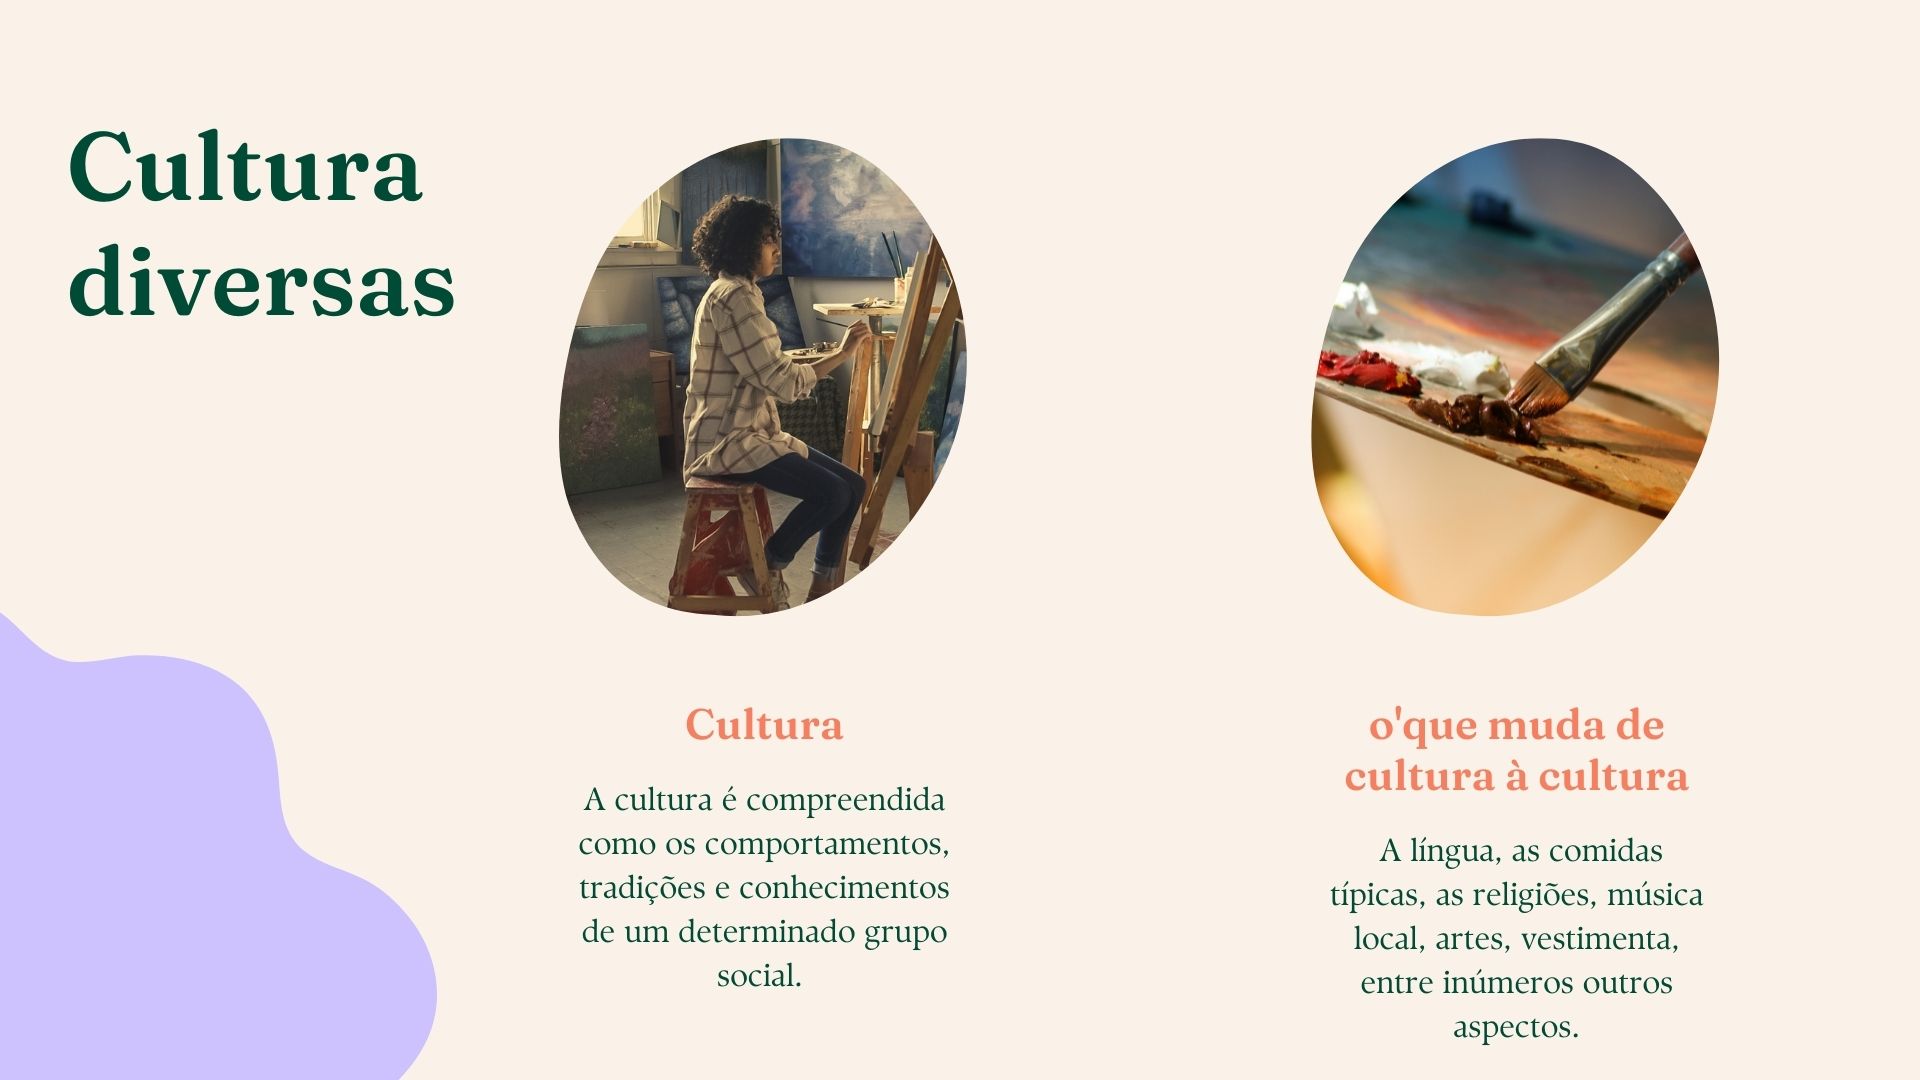 Cultura
diversas
Cultura
A cultura é compreendida
como os comportamentos,
tradições e conhecimentos
de um determinado grupo
social.
o'que muda de
cultura à cultura
A língua, as comidas
típicas, as religiões, música
local, artes, vestimenta,
entre inúmeros outros
aspectos.